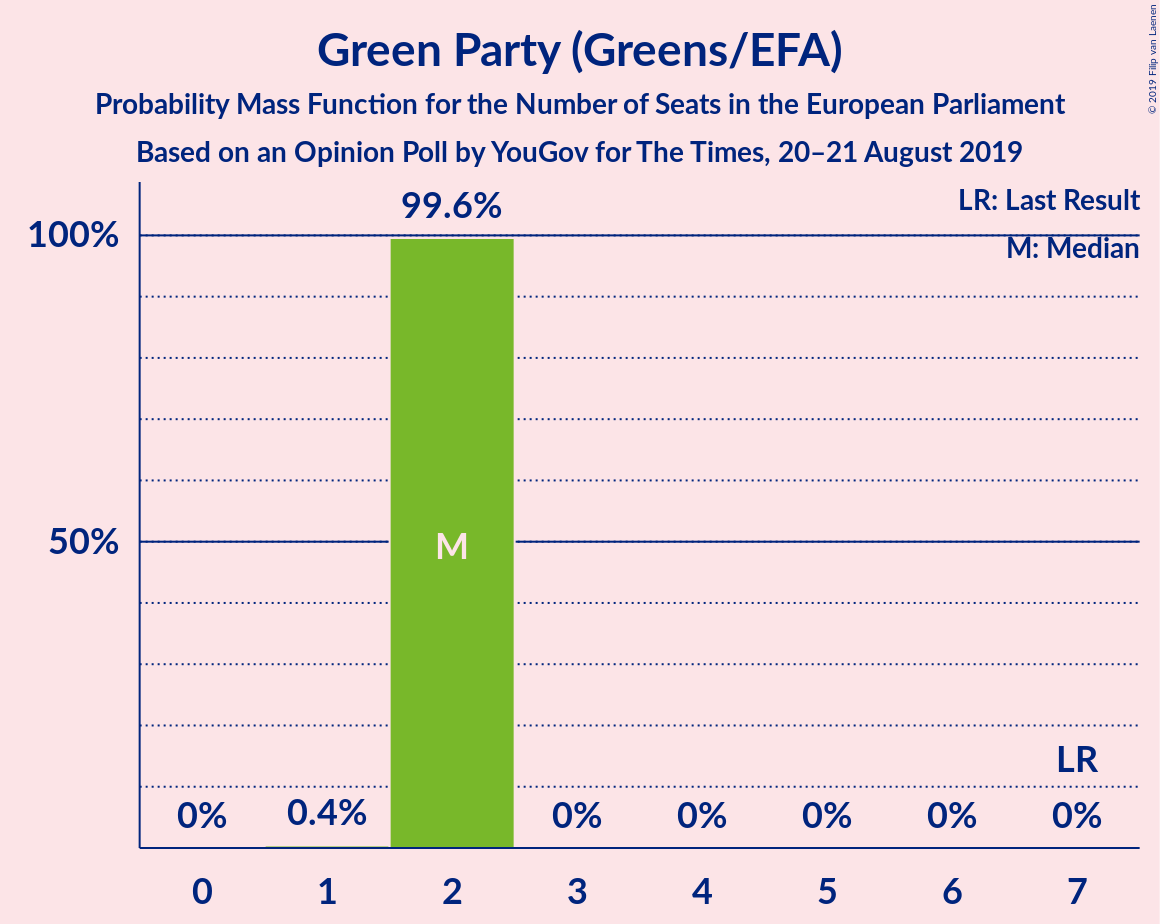 Green Party (Greens/EFA)
Probability Mass Function for the Number of Seats in the European Parliament
Based on an Opinion Poll by YouGov for The Times, 20–21 August 2019
© 2019 Filip van Laenen
LR: Last Result
M: Median
99.6%
100%
50%
M
LR
0% 0.4% 0% 0% 0% 0% 0%
0 1 2 3 4 5 6 7